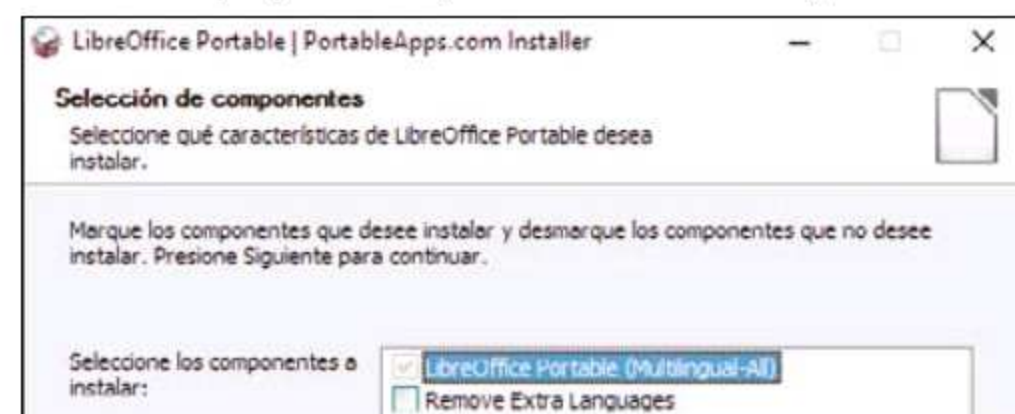 LibreOffice Portable | PortableApps.com Installer
Selección de componentes
Seleccione qué características de LibreOffice Portable desea
instalar.
Marque los componentes que desee instalar y desmarque los componentes que no desee
instalar. Presione Siguiente para continuar.
Seleccione los componentes a
instalar:
LibreOffice Portable (Multilingual-All)
Remove Extra Languages